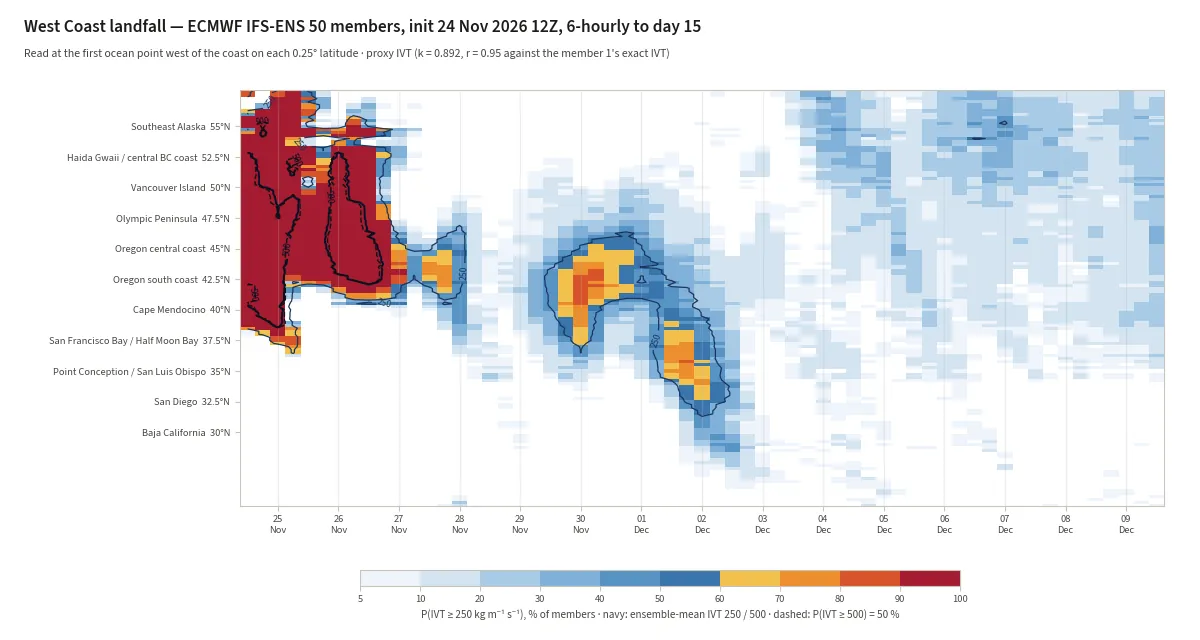 West Coast landfall — ECMWF IFS-ENS 50 members, init 24 Nov 2026 12Z, 6-hourly to day 15
Read at the first ocean point west of the coast on each 0.25° latitude · proxy IVT (k = 0.892, r = 0.95 against the member 1's exact IVT)
Southeast Alaska 55°N
Haida Gwaii / central BC coast 52.5°N
Vancouver Island 50°N
Olympic Peninsula 47.5°N
Oregon central coast 45°N
Oregon south coast 42.5°N
Cape Mendocino 40°N
San Francisco Bay / Half Moon Bay 37.5°N
Point Conception / San Luis Obispo 35°N
San Diego 32.5°N
Baja California 30°N
250
250
25 26 27 28 29 30 01 02 03 04 05 06 07 08 09
Nov Nov Nov Nov Nov Nov Dec Dec Dec Dec Dec Dec Dec Dec Dec
5 10 20 30 40 50 60 70 80 90 100
P(IVT ≥ 250 kg m⁻¹ s⁻¹), % of members · navy: ensemble-mean IVT 250 / 500 · dashed: P(IVT ≥ 500) = 50 %